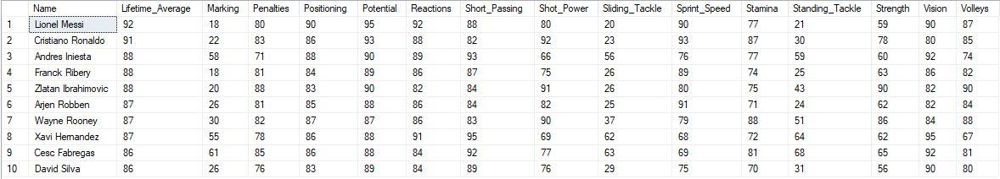 Name Lifetime_Average Marking Penalties Positioning Potential Reactions Short_Passing Shot_Power Sliding_Tackle Sprint_Speed Stamina Standing_Tackle Strength Vision Volleys
1 Lionel Messi 92 18 80 90 95 92 88 80 20 90 77 21 59 90 87
2 Cristiano Ronaldo 91 22 83 86 93 88 82 92 23 93 87 30 78 80 85
3 Andres Iniesta 88 58 71 88 90 89 93 66 56 76 77 59 60 92 74
4 Franck Ribery 88 18 81 84 89 86 87 75 26 89 74 25 63 86 82
5 Zlatan Ibrahimovic 88 20 88 83 90 82 84 91 26 80 75 43 90 82 90
6 Arjen Robben 87 26 81 85 88 86 84 82 25 91 71 24 62 82 84
7 Wayne Rooney 87 30 82 87 87 86 83 90 37 79 88 51 86 84 88
8 Xavi Hernandez 87 55 78 86 88 91 95 69 62 68 72 64 62 95 67
9 Cesc Fabregas 86 61 85 86 88 84 92 77 63 69 81 68 65 92 81
10 David Silva 86 26 76 83 89 84 89 76 29 75 70 31 56 90 80